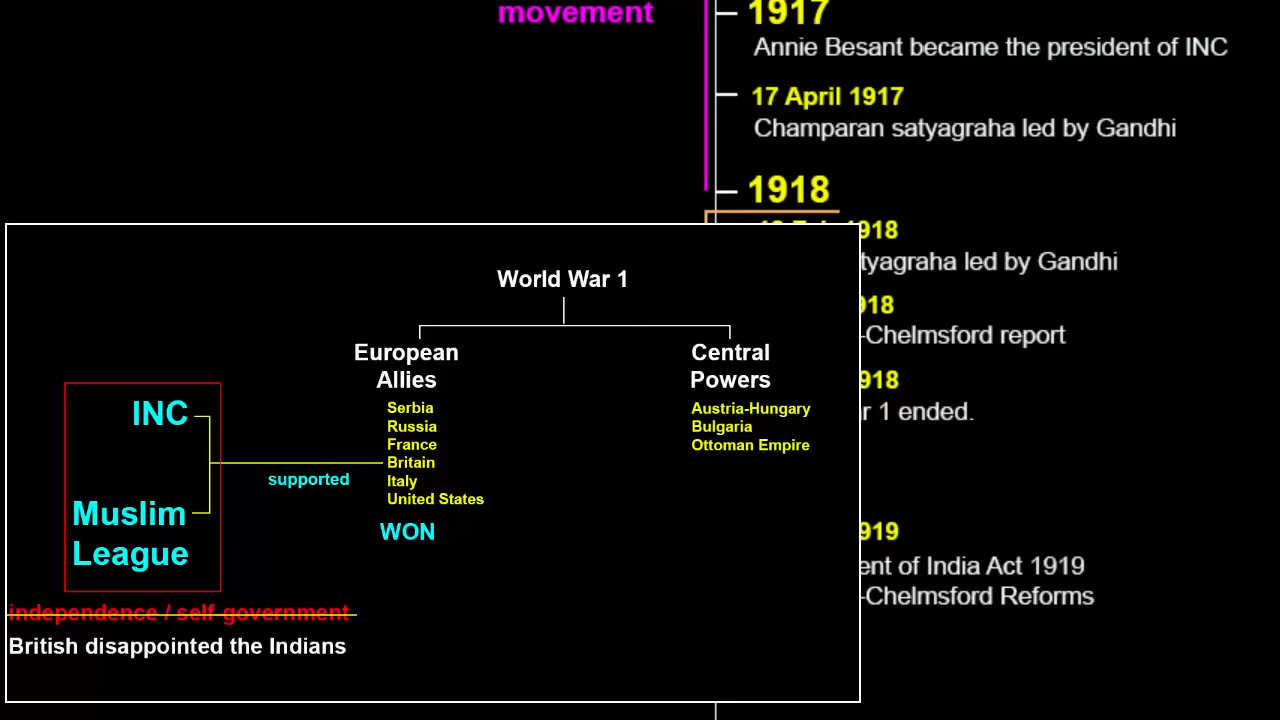 movement
1917
Annie Besant became the president of INC
17 April 1917
Champaran satyagraha led by Gandhi
1918
918
tyagraha led by Gandhi
918
-Chelmsford report
918
r 1 ended.
919
ent of India Act 1919
-Chelmsford Reforms
World War 1
European
Allies
Serbia
Russia
France
Britain
Italy
United States
WON
Central
Powers
Austria-Hungary
Bulgaria
Ottoman Empire
INC
supported
Muslim
League
independence / self-government
British disappointed the Indians